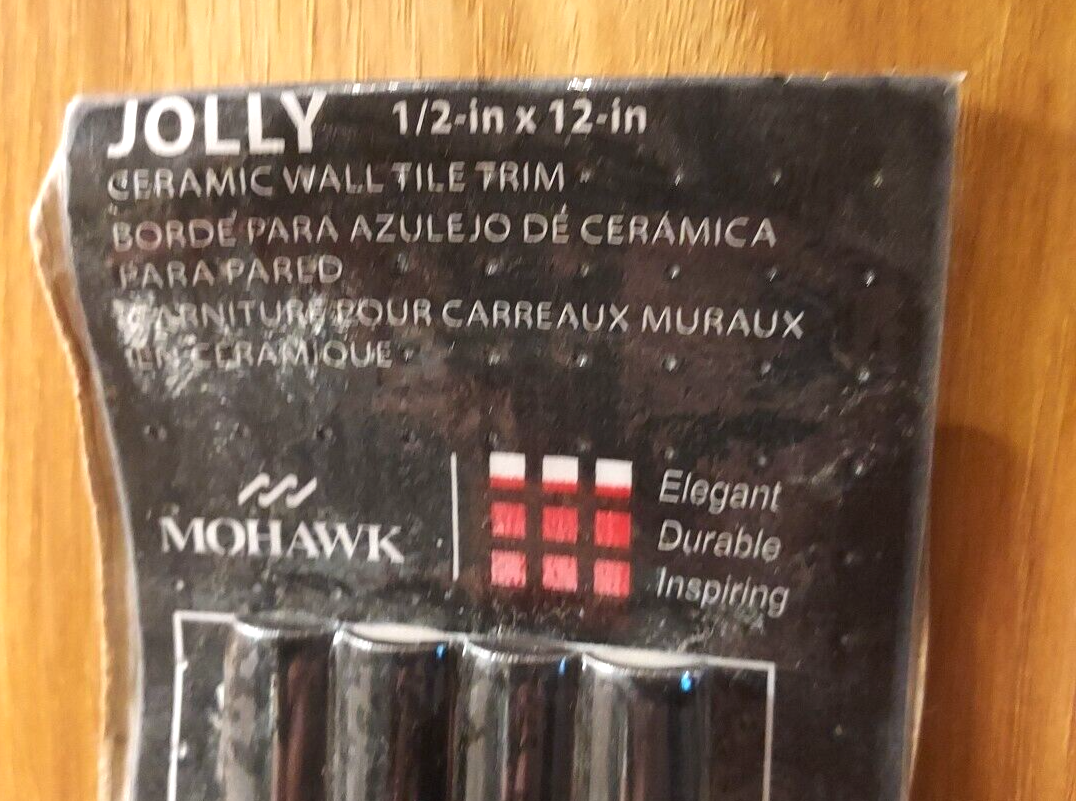 JOLLY 1/2-in x 12-in
CERAMIC WALL TILE TRIM
BORDE PARA AZULEJO DE CERÁMICA
PARA PARED
GARNITURE POUR CARREAUX MURAUX
EN CÉRAMIQUE
MOHAWK
Elegant
Durable
Inspiring